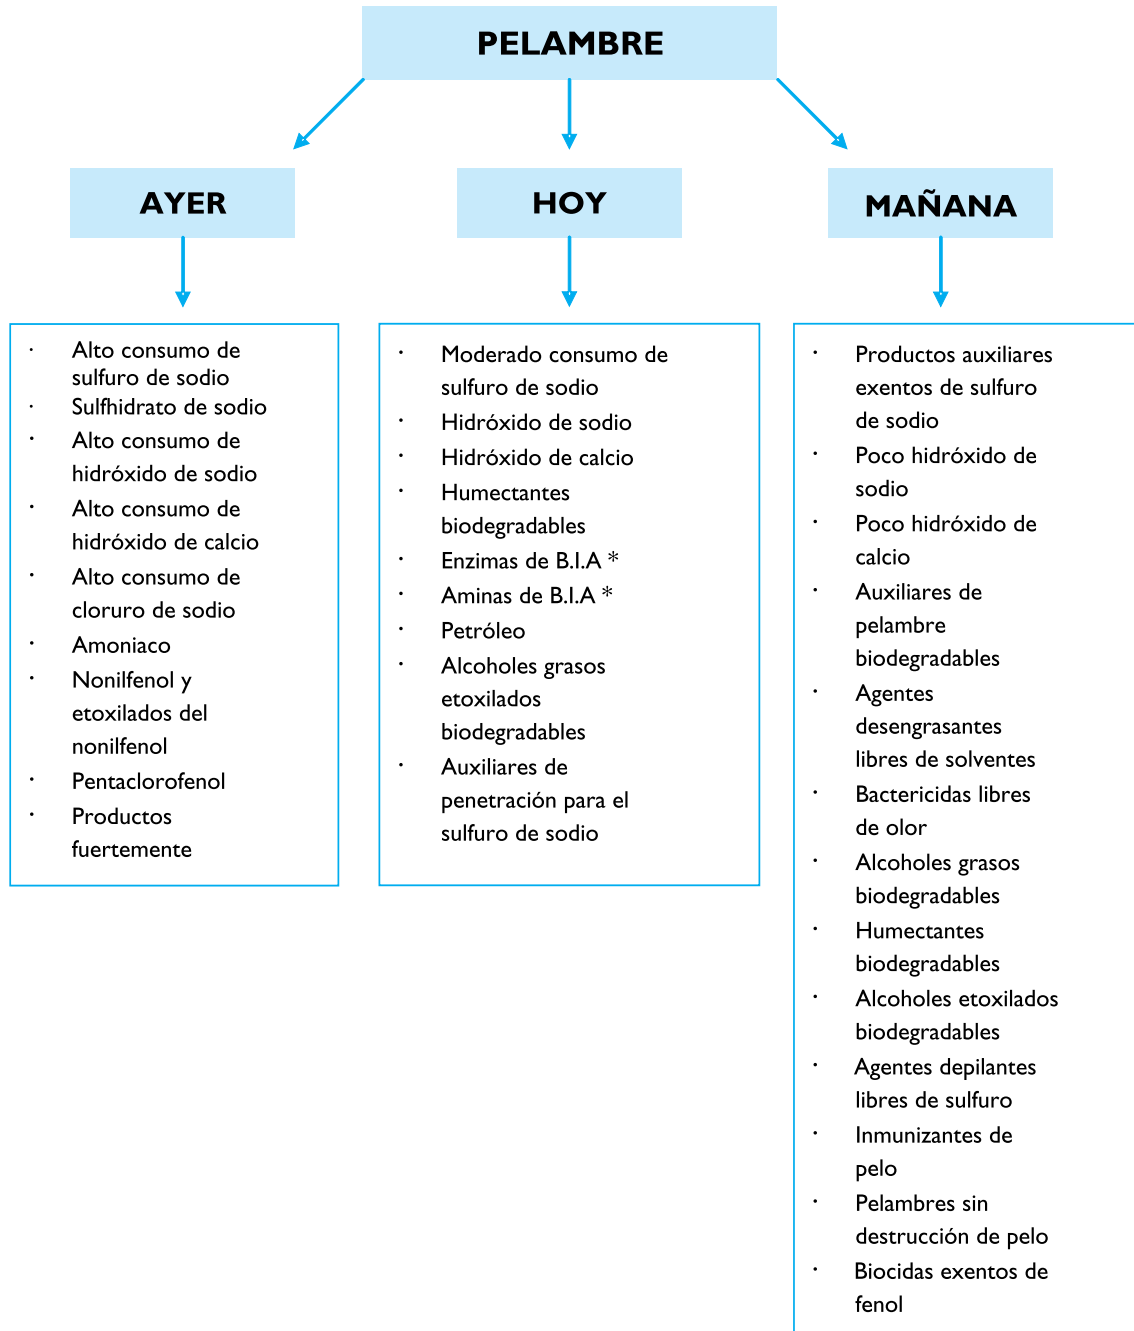 PELAMBRE
AYER
HOY
MAÑANA
· Alto consumo de
sulfuro de sodio
· Sulfhidrato de sodio
· Alto consumo de
hidróxido de sodio
· Alto consumo de
hidróxido de calcio
· Alto consumo de
cloruro de sodio
· Amoniaco
· Nonilfenol y
etoxilados del
nonilfenol
· Pentaclorofenol
· Productos
fuertemente
· Moderado consumo de
sulfuro de sodio
· Hidróxido de sodio
· Hidróxido de calcio
· Humectantes
biodegradables
· Enzimas de B.I.A *
· Aminas de B.I.A *
· Petróleo
· Alcoholes grasos
etoxilados
biodegradables
· Auxiliares de
penetración para el
sulfuro de sodio
· Productos auxiliares
exentos de sulfuro
de sodio
· Poco hidróxido de
sodio
· Poco hidróxido de
calcio
· Auxiliares de
pelambre
biodegradables
· Agentes
desengrasantes
libres de solventes
· Bactericidas libres
de olor
· Alcoholes grasos
biodegradables
· Humectantes
biodegradables
· Alcoholes etoxilados
biodegradables
· Agentes depilantes
libres de sulfuro
· Inmunizantes de
pelo
· Pelambres sin
destrucción de pelo
· Biocidas exentos de
fenol